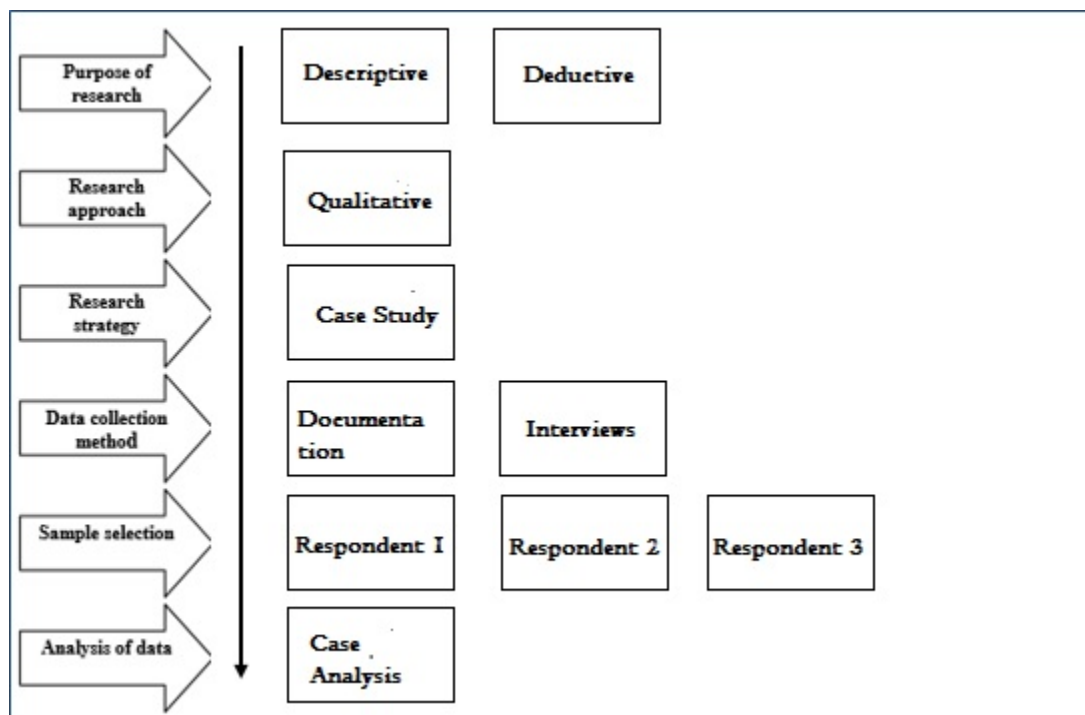 Purpose of
research
Descriptive
Deductive
Research
approach
Qualitative
Research
strategy
Case Study
Data collection
method
Documenta
tion
Interviews
Sample selection
Respondent 1
Respondent 2
Respondent 3
Analysis of data
Case
Analysis